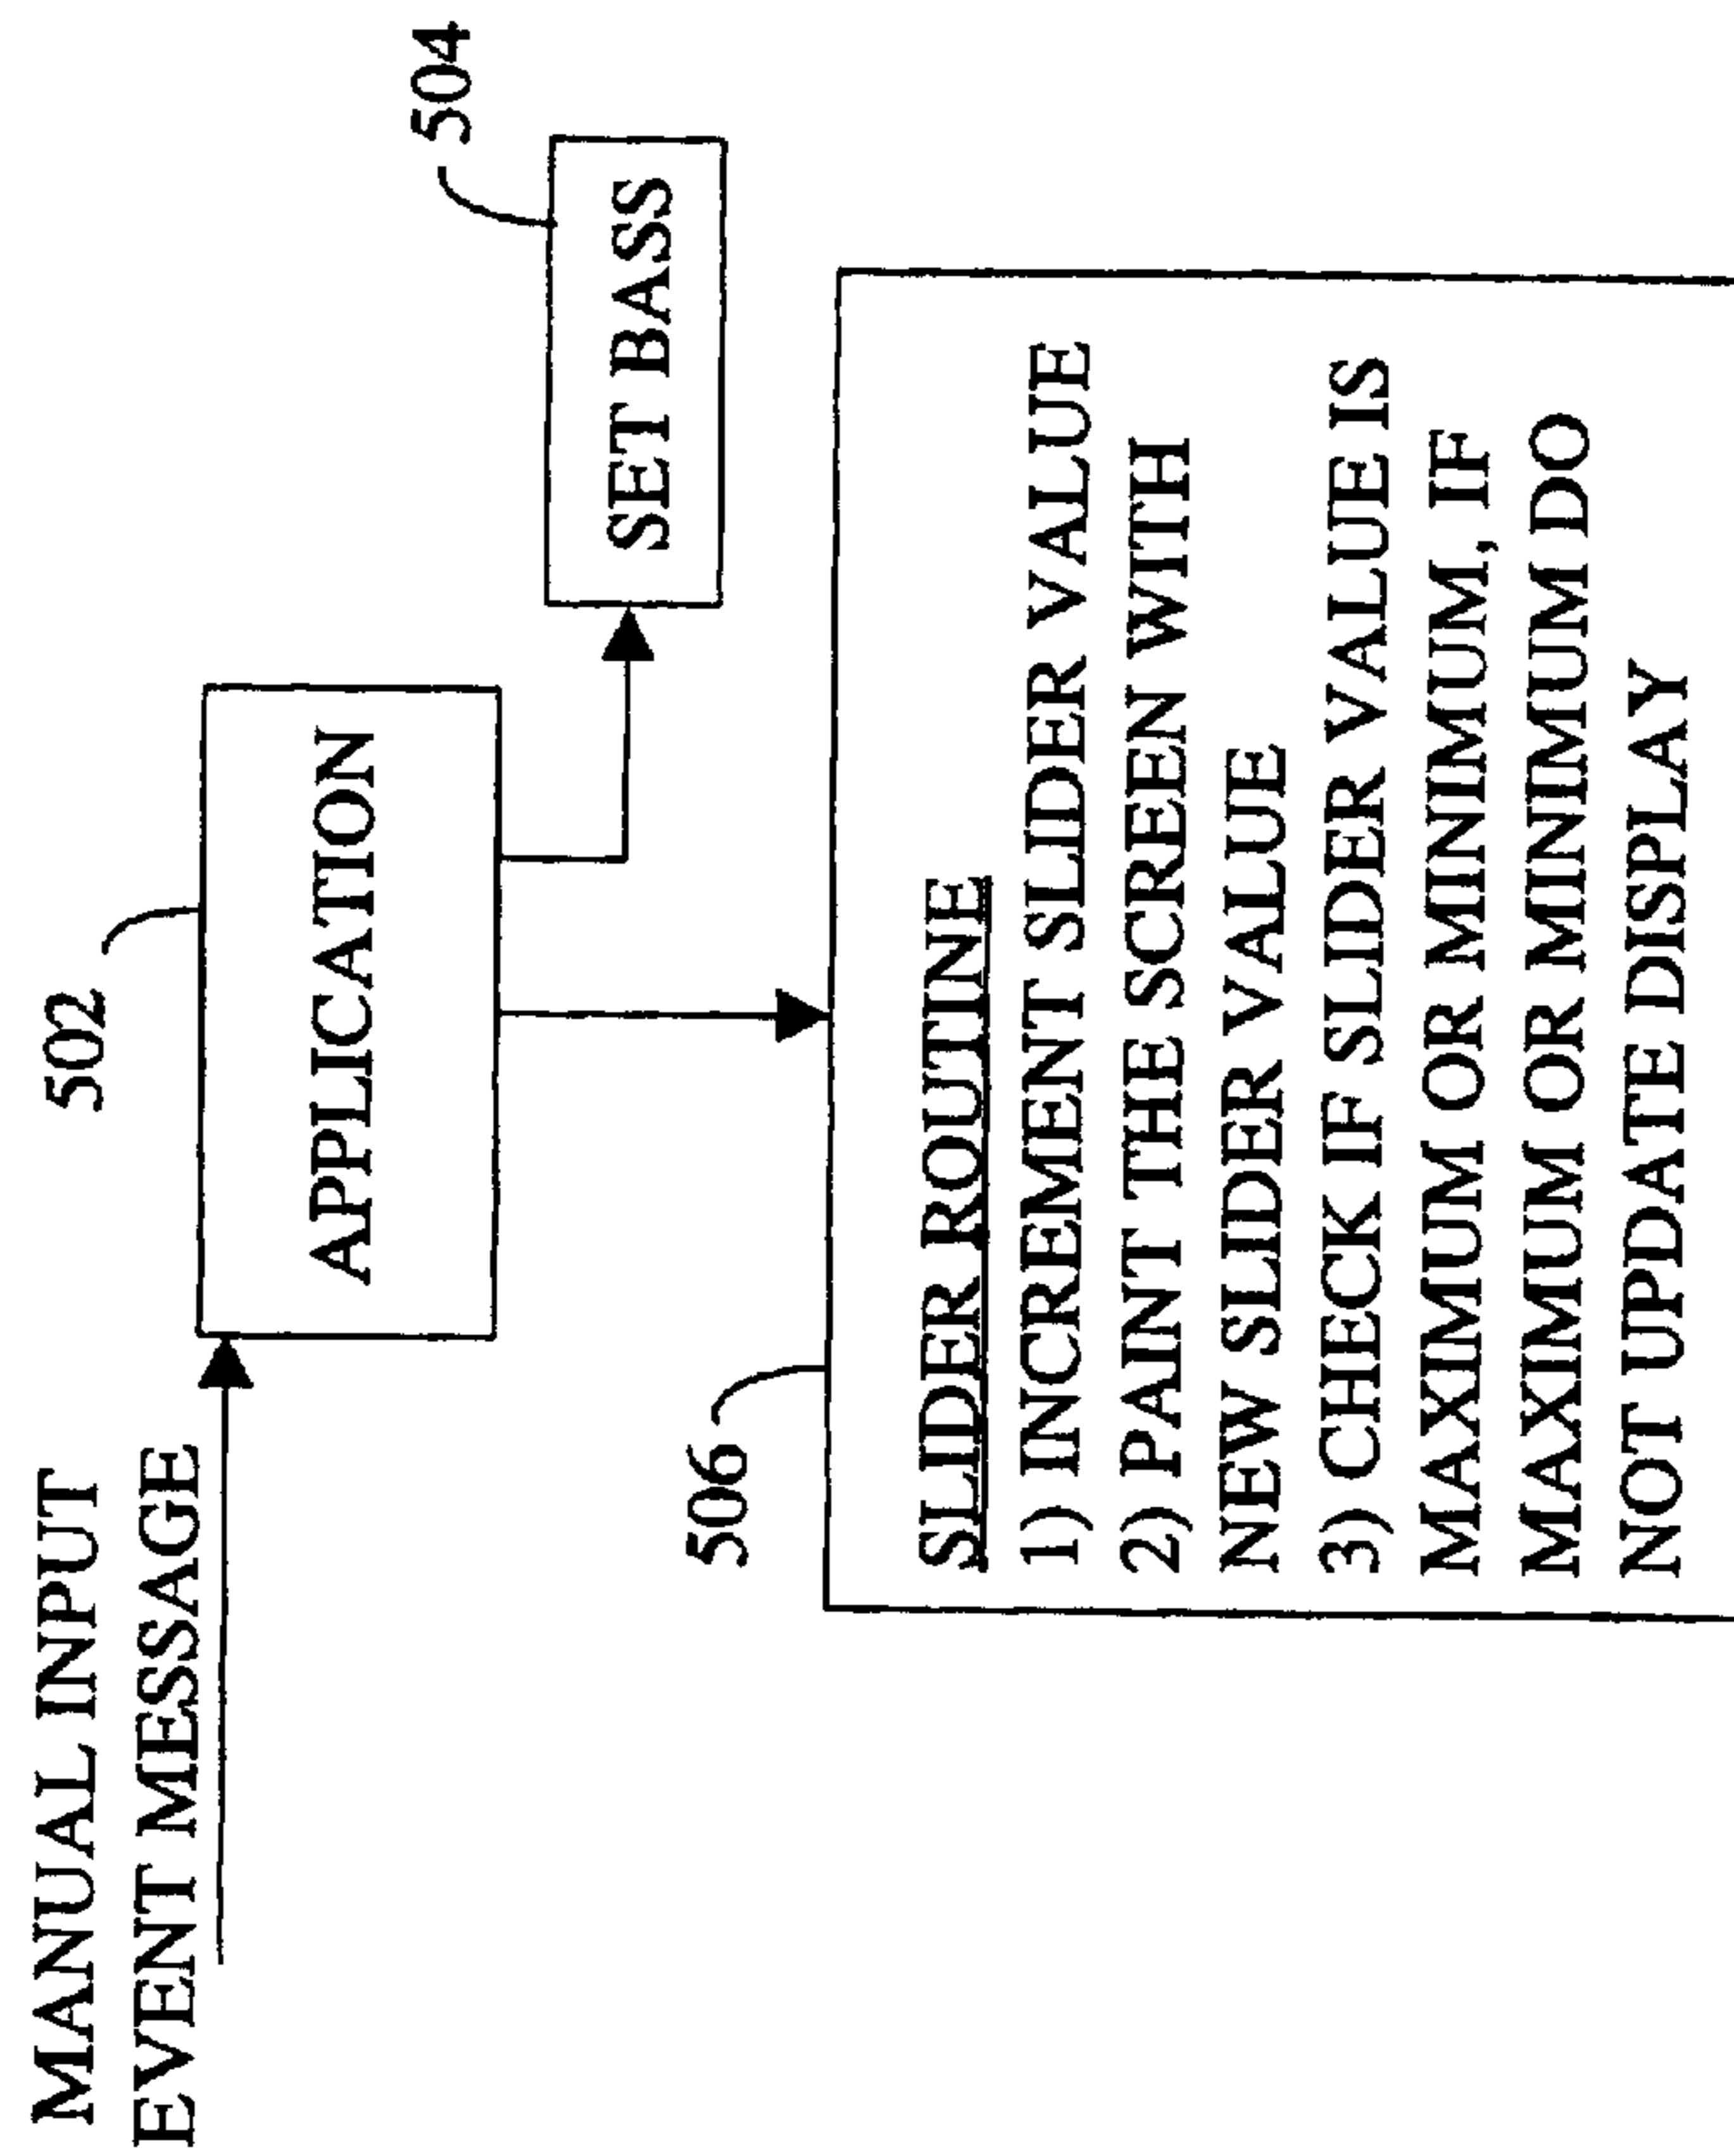 MANUAL INPUT
EVENT MESSAGE
502
APPLICATION
504
SET BASS
506
SLIDER ROUTINE
1) INCREMENT SLIDER VALUE
2) PAINT THE SCREEN WITH
NEW SLIDER VALUE
3) CHECK IF SLIDER VALUE IS
MAXIMUM OR MINIMUM, IF
MAXIMUM OR MINIMUM DO
NOT UPDATE DISPLAY